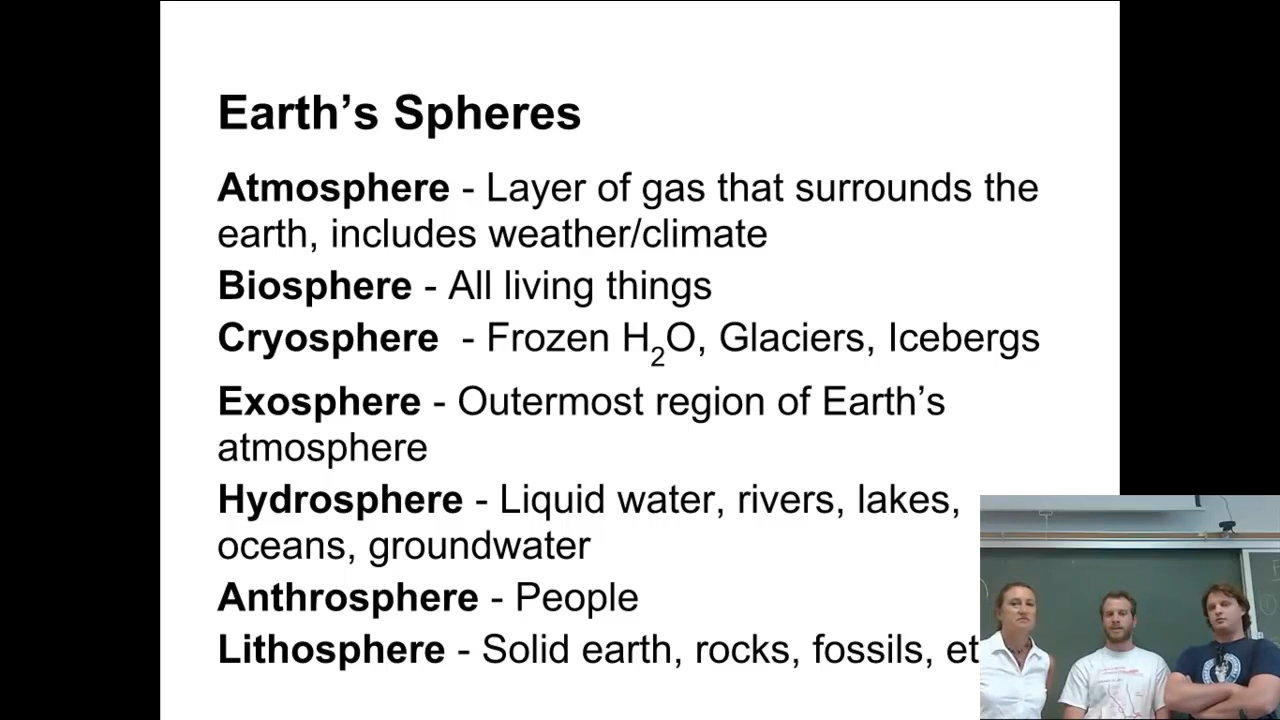 Earth’s Spheres
Atmosphere - Layer of gas that surrounds the
earth, includes weather/climate
Biosphere - All living things
Cryosphere - Frozen H₂O, Glaciers, Icebergs
Exosphere - Outermost region of Earth’s
atmosphere
Hydrosphere - Liquid water, rivers, lakes,
oceans, groundwater
Anthrosphere - People
Lithosphere - Solid earth, rocks, fossils, et